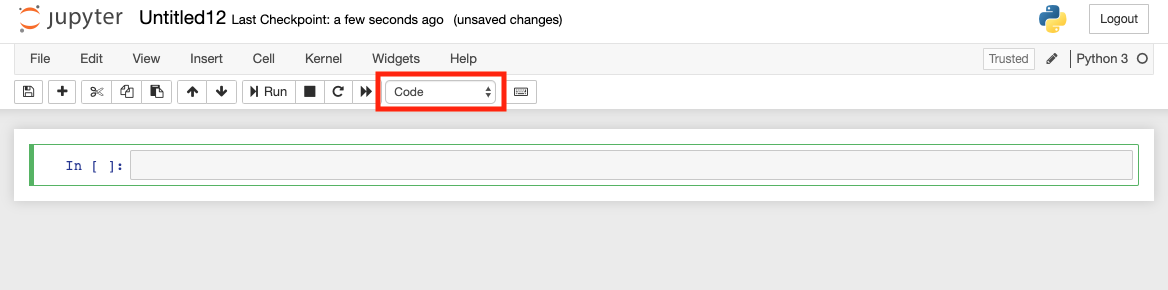 jupyter Untitled12 Last Checkpoint: a few seconds ago (unsaved changes) Logout
File Edit View Insert Cell Kernel Widgets Help Trusted Python 3
Run Code
In [ ]: